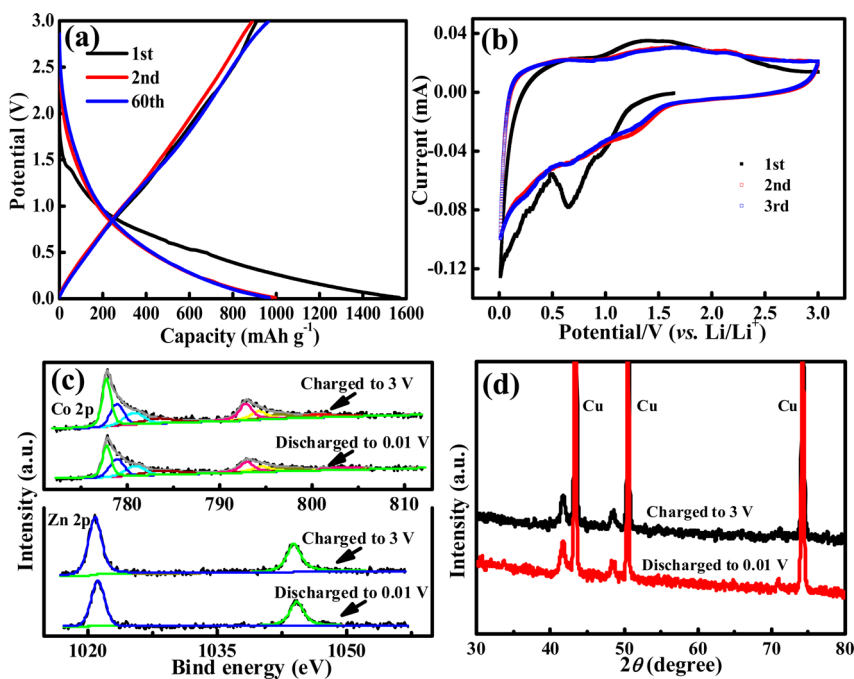 (a)
1st
2nd
60th
Potential (V)
3.0
2.5
2.0
1.5
1.0
0.5
0.0
0 200 400 600 800 1000 1200 1400 1600
Capacity (mAh g⁻¹)
(b)
Current (mA)
0.04
0.00
-0.04
-0.08
-0.12
1st
2nd
3rd
0.0 0.5 1.0 1.5 2.0 2.5 3.0
Potential/V (vs. Li/Li⁺)
(c)
Co 2p
Charged to 3 V
Discharged to 0.01 V
780 790 800 810
Intensity (a.u.)
Zn 2p
Charged to 3 V
Discharged to 0.01 V
1020 1035 1050
Bind energy (eV)
(d)
Cu Cu Cu
Intensity (a.u.)
Charged to 3 V
Discharged to 0.01 V
30 40 50 60 70 80
2θ (degree)